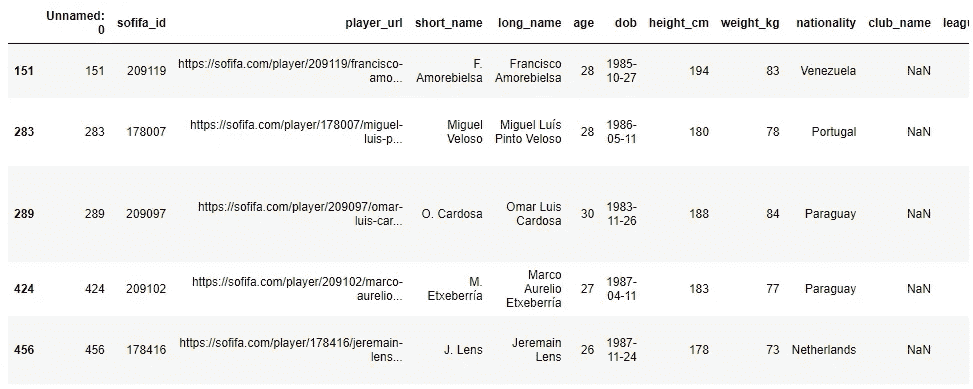 Unnamed: 0 sofifa_id player_url short_name long_name age dob height_cm weight_kg nationality club_name leagu
151 151 209119 https://sofifa.com/player/209119/francisco-amo... F. Amorebielsa Francisco Amorebielsa 28 1985-10-27 194 83 Venezuela NaN
283 283 178007 https://sofifa.com/player/178007/miguel-luis-p... Miguel Veloso Miguel Luís Pinto Veloso 28 1986-05-11 180 78 Portugal NaN
289 289 209097 https://sofifa.com/player/209097/omar-luis-car... O. Cardosa Omar Luis Cardosa 30 1983-11-26 188 84 Paraguay NaN
424 424 209102 https://sofifa.com/player/209102/marco-aurelio... M. Etxeberría Marco Aurelio Etxeberría 27 1987-04-11 183 77 Paraguay NaN
456 456 178416 https://sofifa.com/player/178416/jeremain-lens... J. Lens Jeremain Lens 26 1987-11-24 178 73 Netherlands NaN